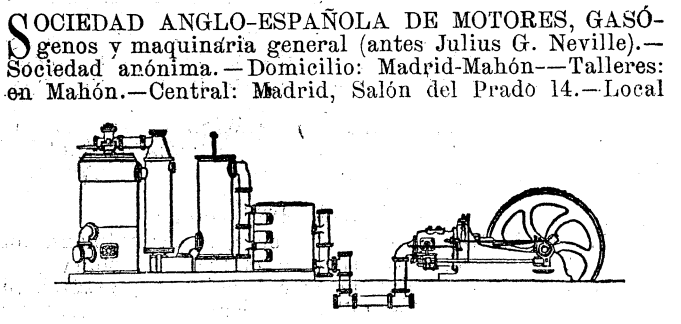 SOCIEDAD ANGLO-ESPAÑOLA DE MOTORES, GASÓ-
genos y maquinaria general (antes Julius G. Neville).—
Sociedad anónima.—Domicilio: Madrid-Mahón—Talleres:
en Mahón.—Central: Madrid, Salón del Prado 14.—Local